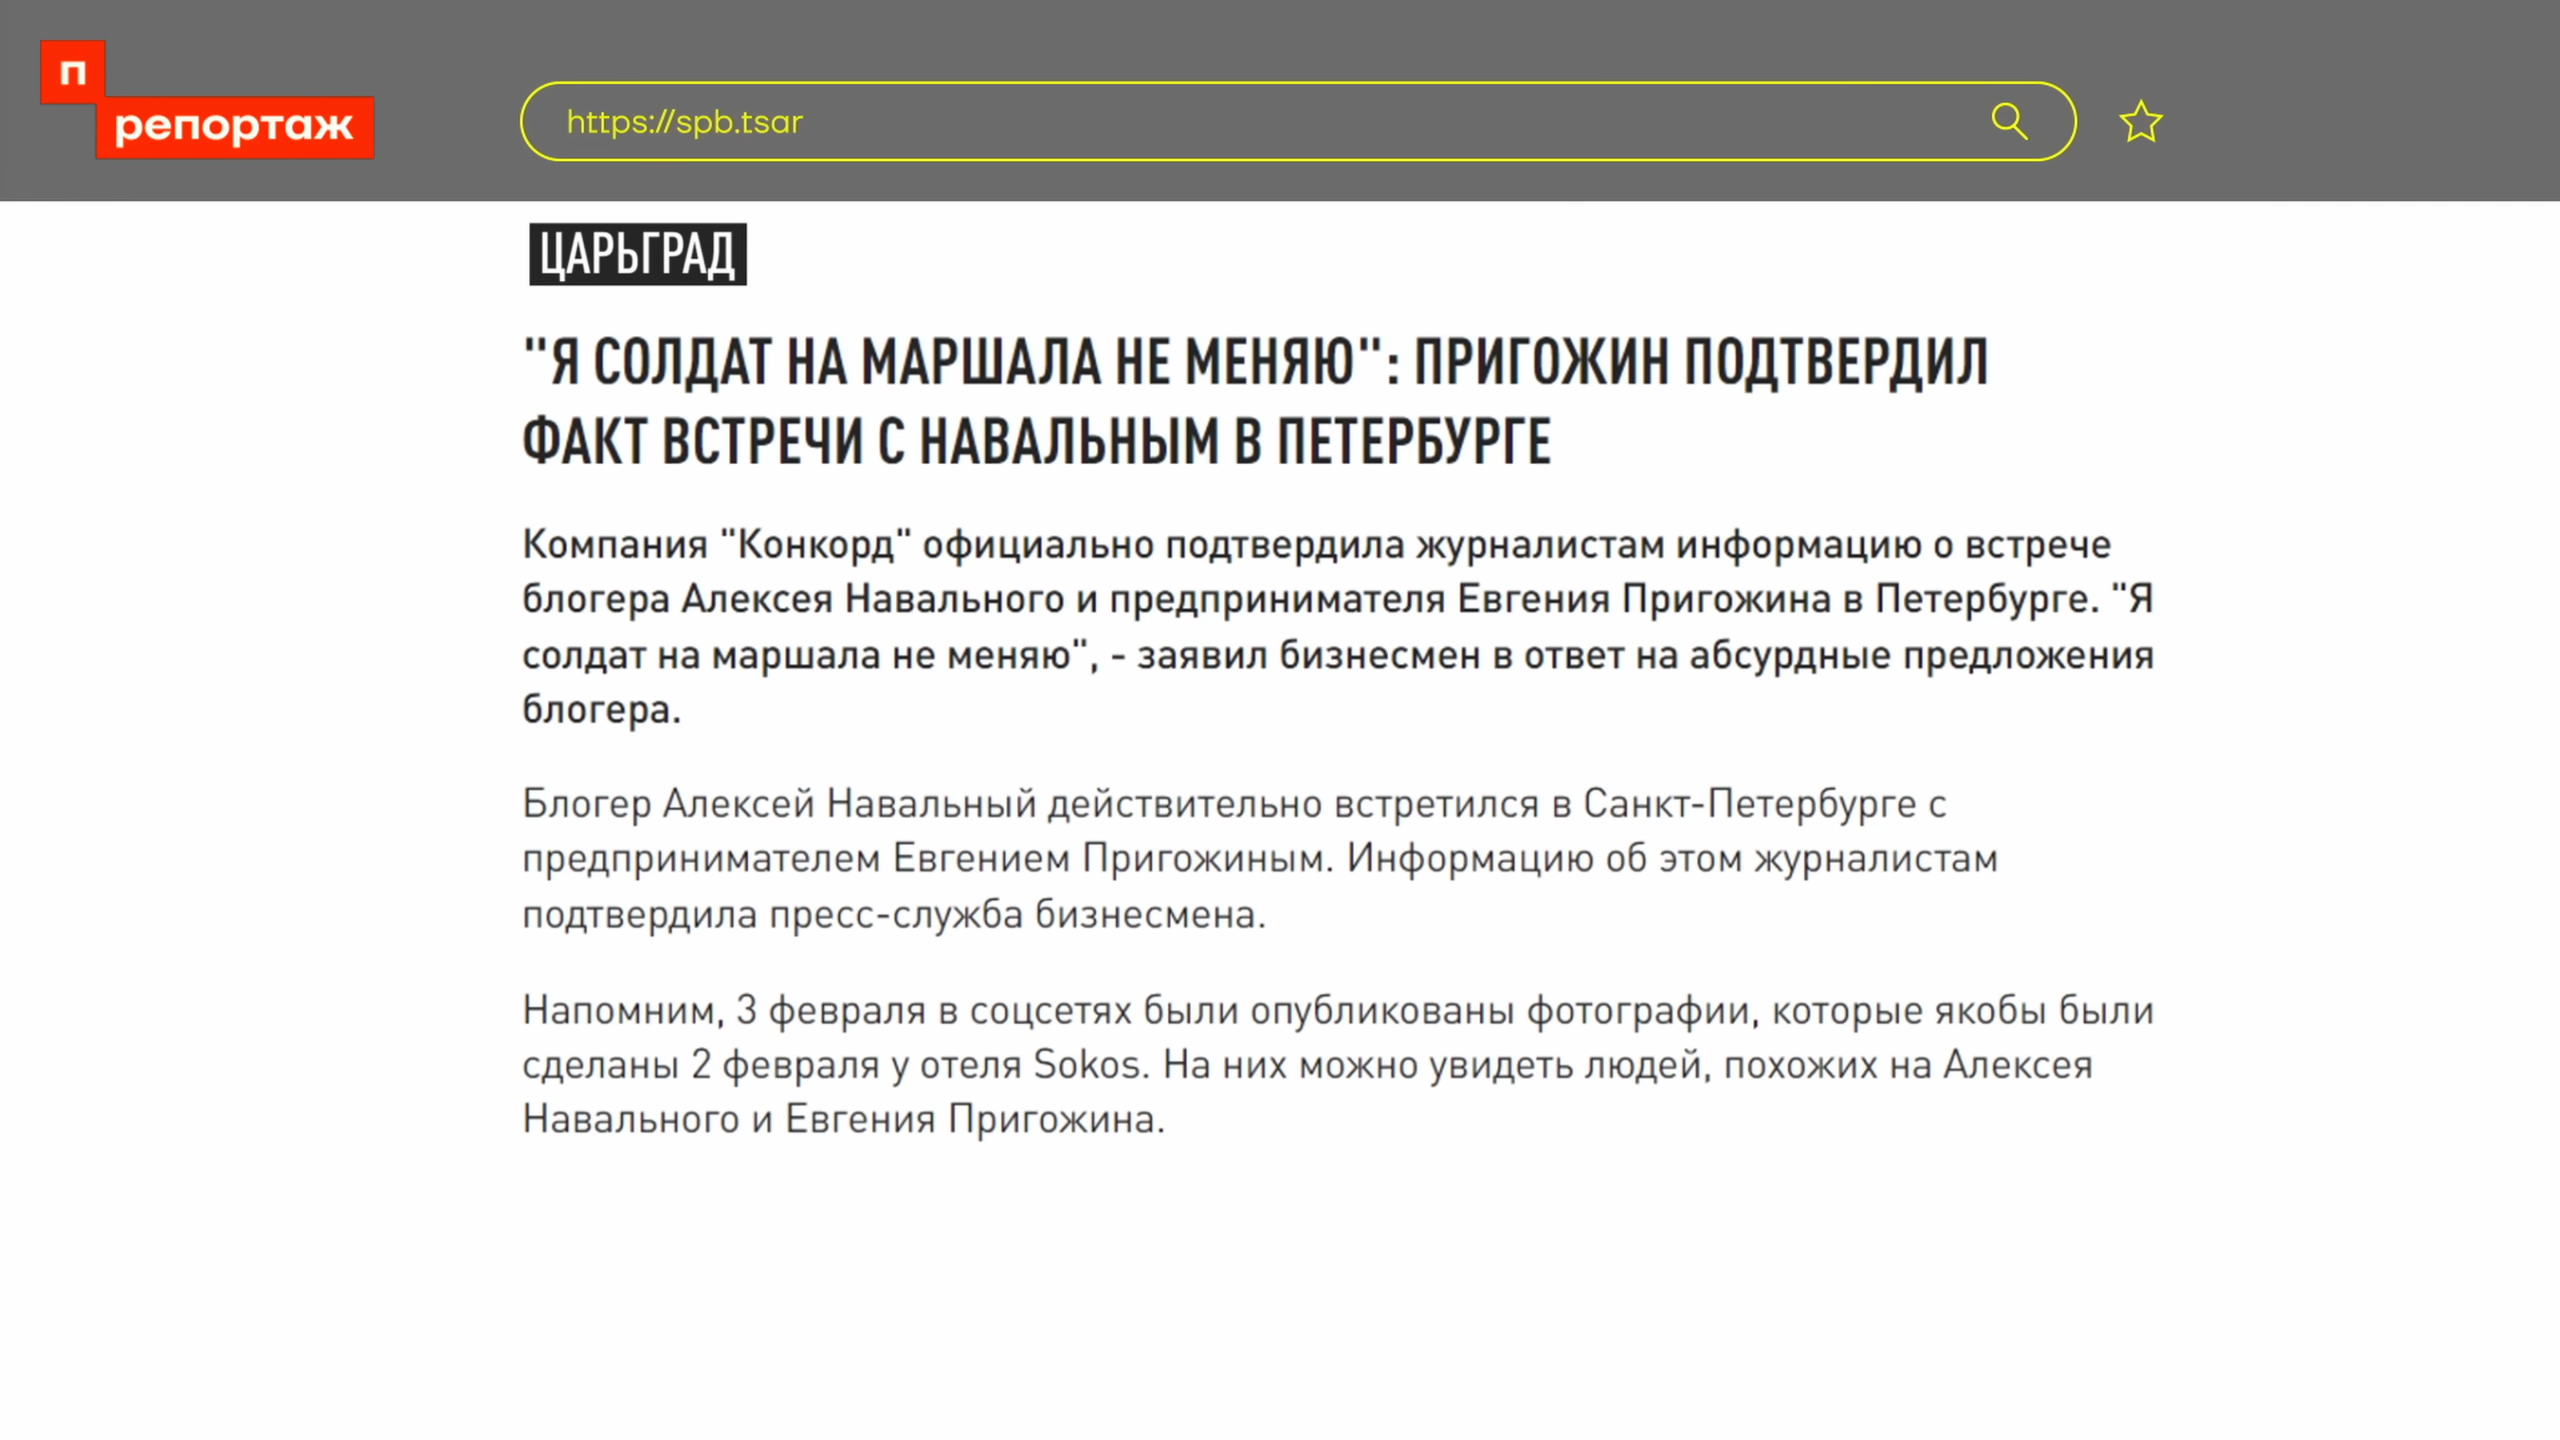 п
репортаж
https://spb.tsar
ЦАРЬГРАД
"Я СОЛДАТ НА МАРШАЛА НЕ МЕНЯЮ": ПРИГОЖИН ПОДТВЕРДИЛ
ФАКТ ВСТРЕЧИ С НАВАЛЬНЫМ В ПЕТЕРБУРГЕ
Компания "Конкорд" официально подтвердила журналистам информацию о встрече
блогера Алексея Навального и предпринимателя Евгения Пригожина в Петербурге. "Я
солдат на маршала не меняю", - заявил бизнесмен в ответ на абсурдные предложения
блогера.
Блогер Алексей Навальный действительно встретился в Санкт-Петербурге с
предпринимателем Евгением Пригожиным. Информацию об этом журналистам
подтвердила пресс-служба бизнесмена.
Напомним, 3 февраля в соцсетях были опубликованы фотографии, которые якобы были
сделаны 2 февраля у отеля Sokos. На них можно увидеть людей, похожих на Алексея
Навального и Евгения Пригожина.